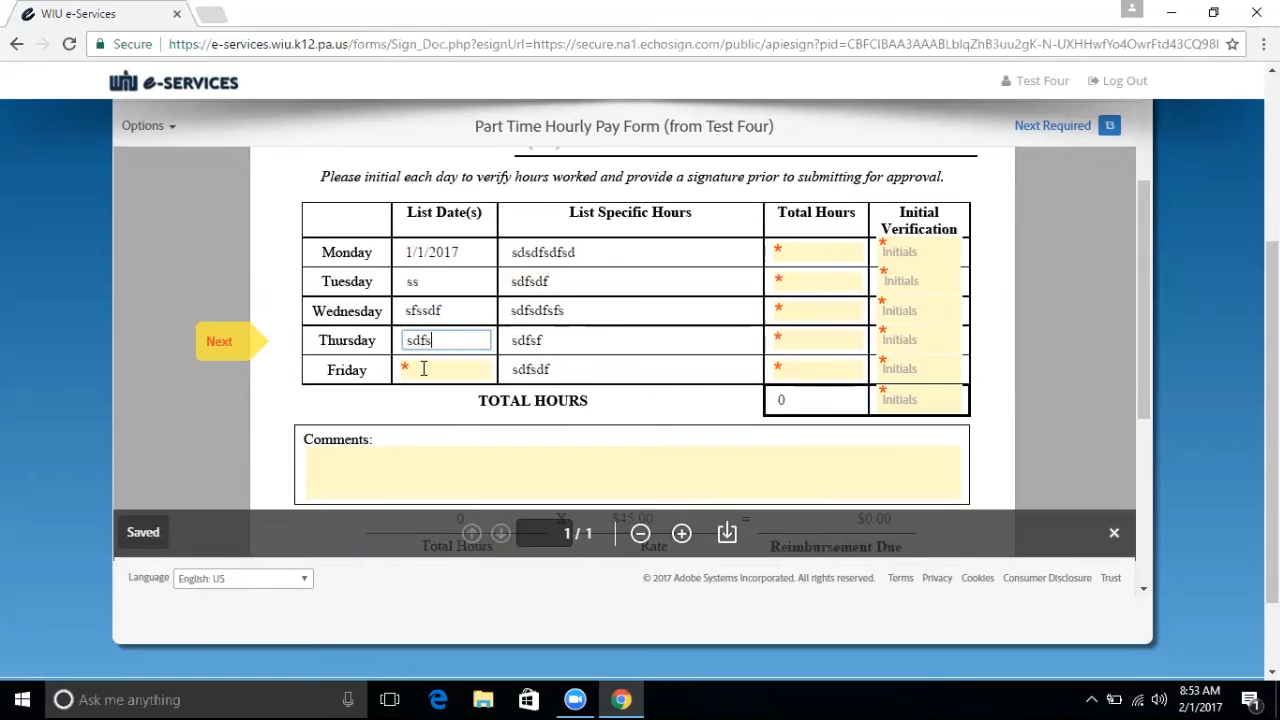 WIU e-Services
Secure https://e-services.wiu.k12.pa.us/forms/Sign_Doc.php?esignUrl=https://secure.na1.echosign.com/public/apiesign?pid=
WIU e-SERVICES
Test Four
Log Out
Options
Part Time Hourly Pay Form (from Test Four)
Next Required 13
Please initial each day to verify hours worked and provide a signature prior to submitting for approval.
List Date(s) List Specific Hours Total Hours Initial Verification
Monday 1/1/2017 sdsdfsdfsd * * Initials
Tuesday ss sdfsdf * * Initials
Wednesday sfssdf sdfsdfsfs * * Initials
Next
Thursday sdfs sdfsf * * Initials
Friday * sdfsdf * * Initials
TOTAL HOURS 0 * Initials
Comments:
0 X $45.00 = $0.00
Saved
1 / 1
Total Hours Rate Reimbursement Due
Language English: US
© 2017 Adobe Systems Incorporated. All rights reserved. Terms Privacy Cookies Consumer Disclosure Trust
Ask me anything
8:53 AM
2/1/2017